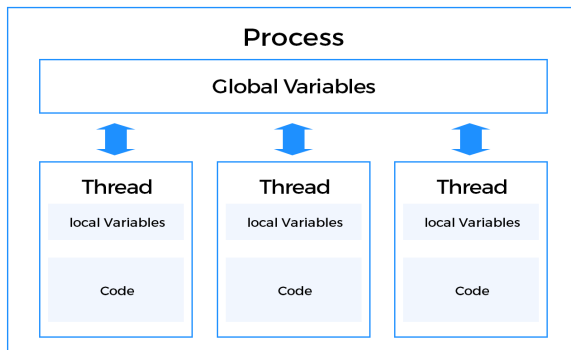 Process
Global Variables
Thread
local Variables
Code
Thread
local Variables
Code
Thread
local Variables
Code